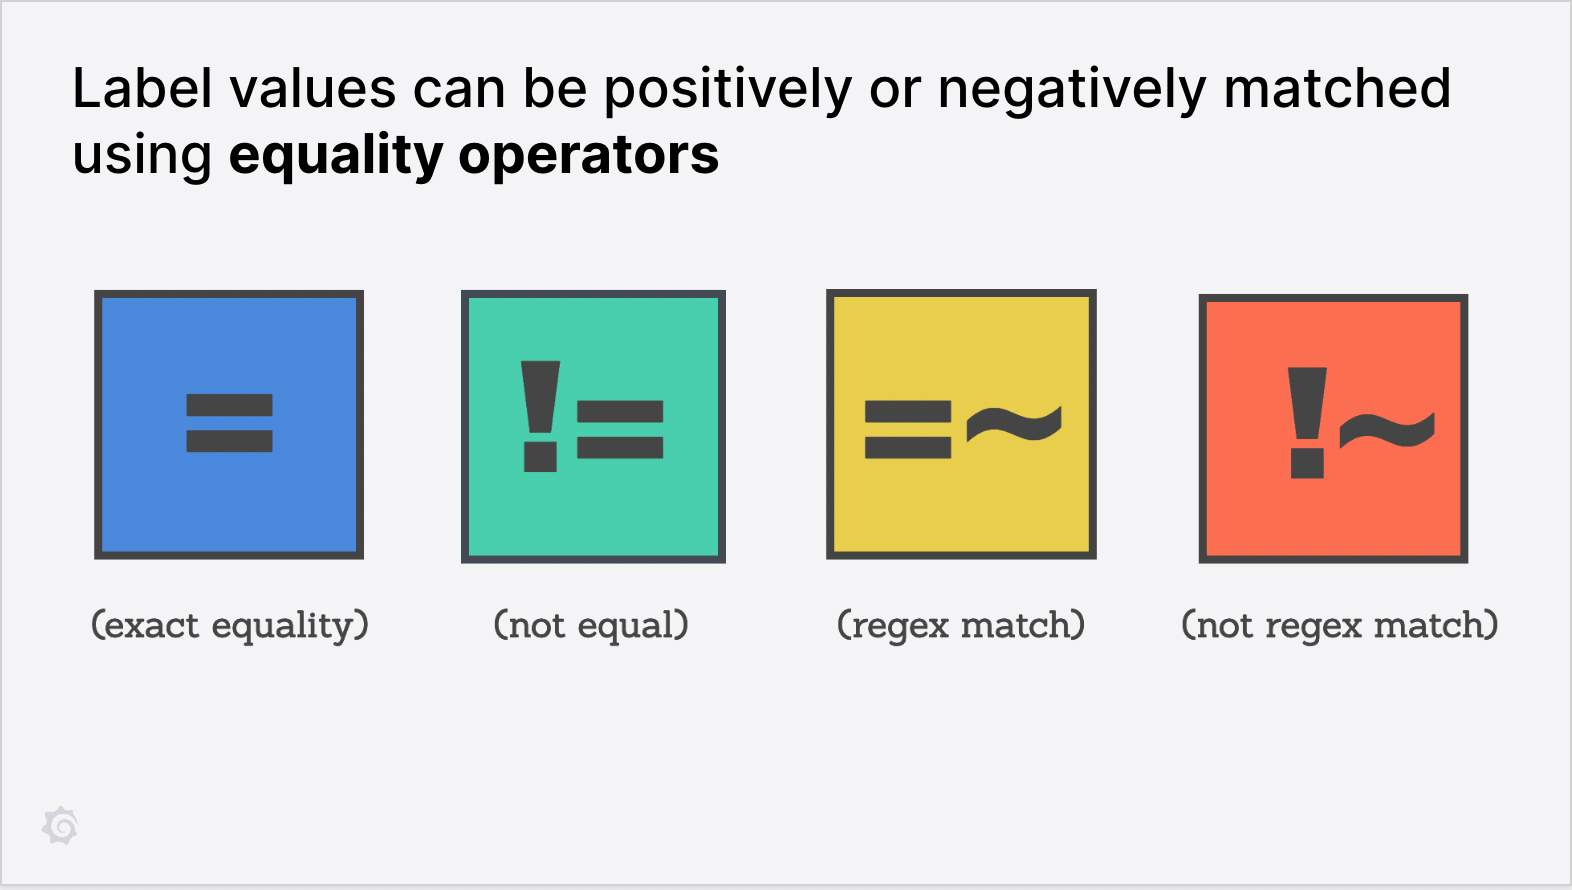 Label values can be positively or negatively matched
using equality operators
=
!=
=~
!~
(exact equality)
(not equal)
(regex match)
(not regex match)